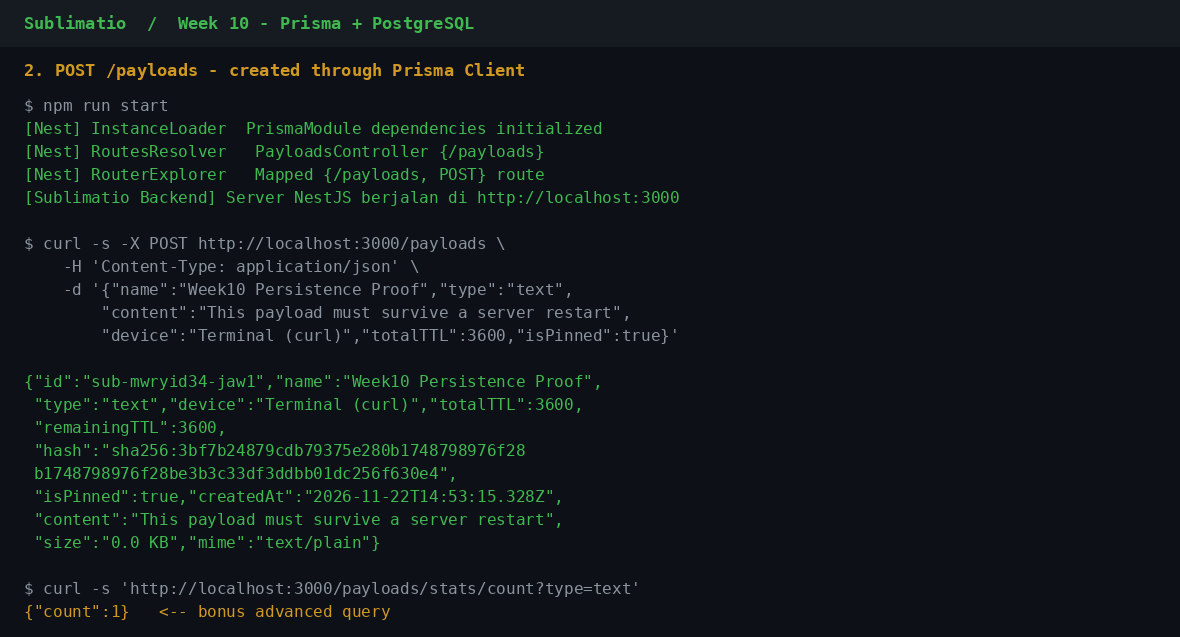 Sublimatio  /  Week 10 - Prisma + PostgreSQL
2. POST /payloads - created through Prisma Client
$ npm run start
[Nest] InstanceLoader  PrismaModule dependencies initialized
[Nest] RoutesResolver   PayloadsController {/payloads}
[Nest] RouterExplorer   Mapped {/payloads, POST} route
[Sublimatio Backend] Server NestJS berjalan di http://localhost:3000
$ curl -s -X POST http://localhost:3000/payloads \
    -H 'Content-Type: application/json' \
    -d '{"name":"Week10 Persistence Proof","type":"text",
        "content":"This payload must survive a server restart",
        "device":"Terminal (curl)","totalTTL":3600,"isPinned":true}'
{"id":"sub-mwryid34-jaw1","name":"Week10 Persistence Proof",
 "type":"text","device":"Terminal (curl)","totalTTL":3600,
 "remainingTTL":3600,
 "hash":"sha256:3bf7b24879cdb79375e280b1748798976f28
 b1748798976f28be3b3c33df3ddbb01dc256f630e4",
 "isPinned":true,"createdAt":"2026-11-22T14:53:15.328Z",
 "content":"This payload must survive a server restart",
 "size":"0.0 KB","mime":"text/plain"}
$ curl -s 'http://localhost:3000/payloads/stats/count?type=text'
{"count":1}   <-- bonus advanced query